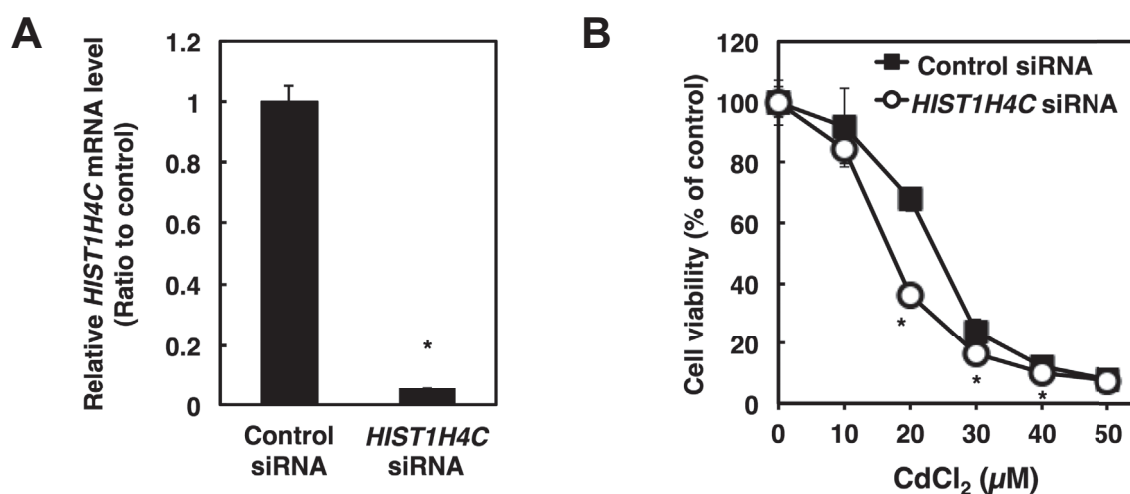 A
Relative HIST1H4C mRNA level
(Ratio to control)
1.2
1
0.8
0.6
0.4
0.2
0
*
Control
siRNA
HIST1H4C
siRNA
B
Cell viability (% of control)
120
100
80
60
40
20
0
Control siRNA
HIST1H4C siRNA
*
*
*
0 10 20 30 40 50
CdCl₂ (µM)